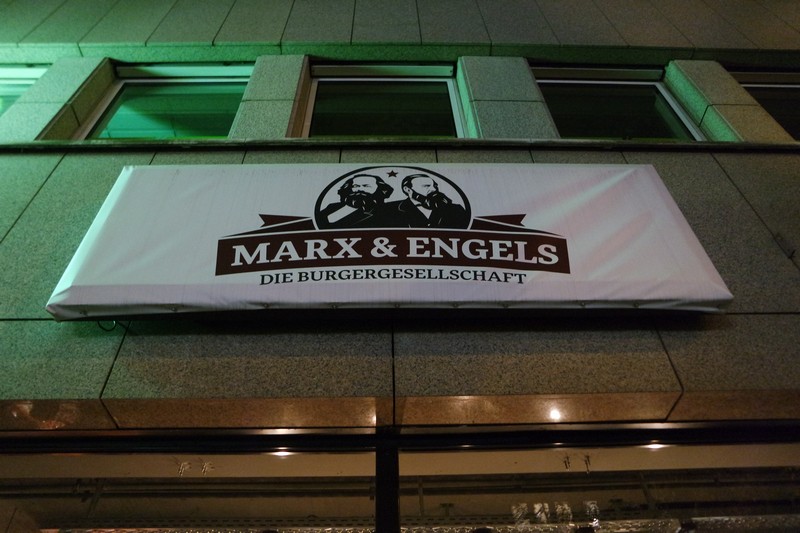 MARX & ENGELS
DIE BURGERGESELLSCHAFT